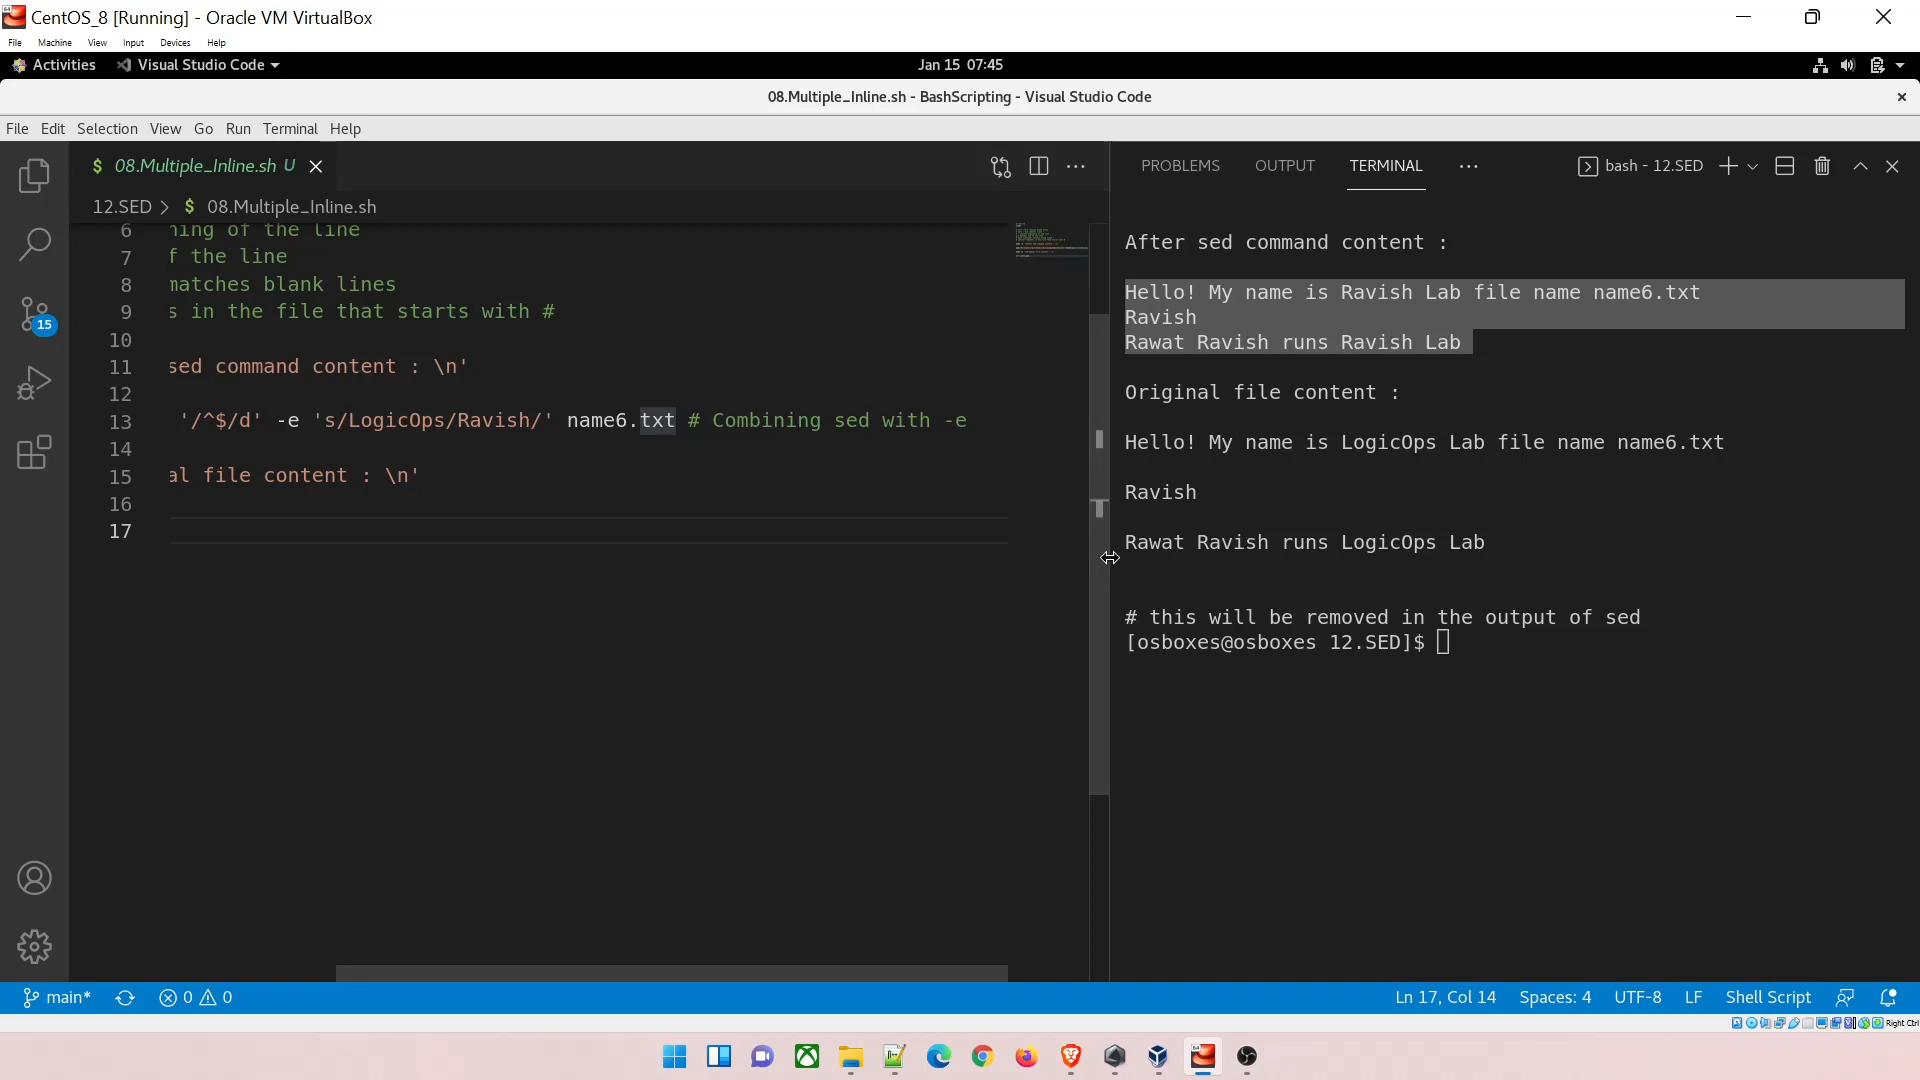 CentOS_8 [Running] - Oracle VM VirtualBox
File Machine View Input Devices Help
Activities Visual Studio Code Jan 15 07:45
08.Multiple_Inline.sh - BashScripting - Visual Studio Code
File Edit Selection View Go Run Terminal Help
$ 08.Multiple_Inline.sh U
12.SED > $ 08.Multiple_Inline.sh
6 ning of the line
7 f the line
8 matches blank lines
9 s in the file that starts with #
10
11 sed command content : \n'
12
13 '/^$/d' -e 's/LogicOps/Ravish/' name6.txt # Combining sed with -e
14
15 al file content : \n'
16
17
PROBLEMS OUTPUT TERMINAL ··· bash - 12.SED
After sed command content :
Hello! My name is Ravish Lab file name name6.txt
Ravish
Rawat Ravish runs Ravish Lab
Original file content :
Hello! My name is LogicOps Lab file name name6.txt
Ravish
Rawat Ravish runs LogicOps Lab
# this will be removed in the output of sed
[osboxes@osboxes 12.SED]$
15
main* 0 0 Ln 17, Col 14 Spaces: 4 UTF-8 LF Shell Script
Right Ctrl